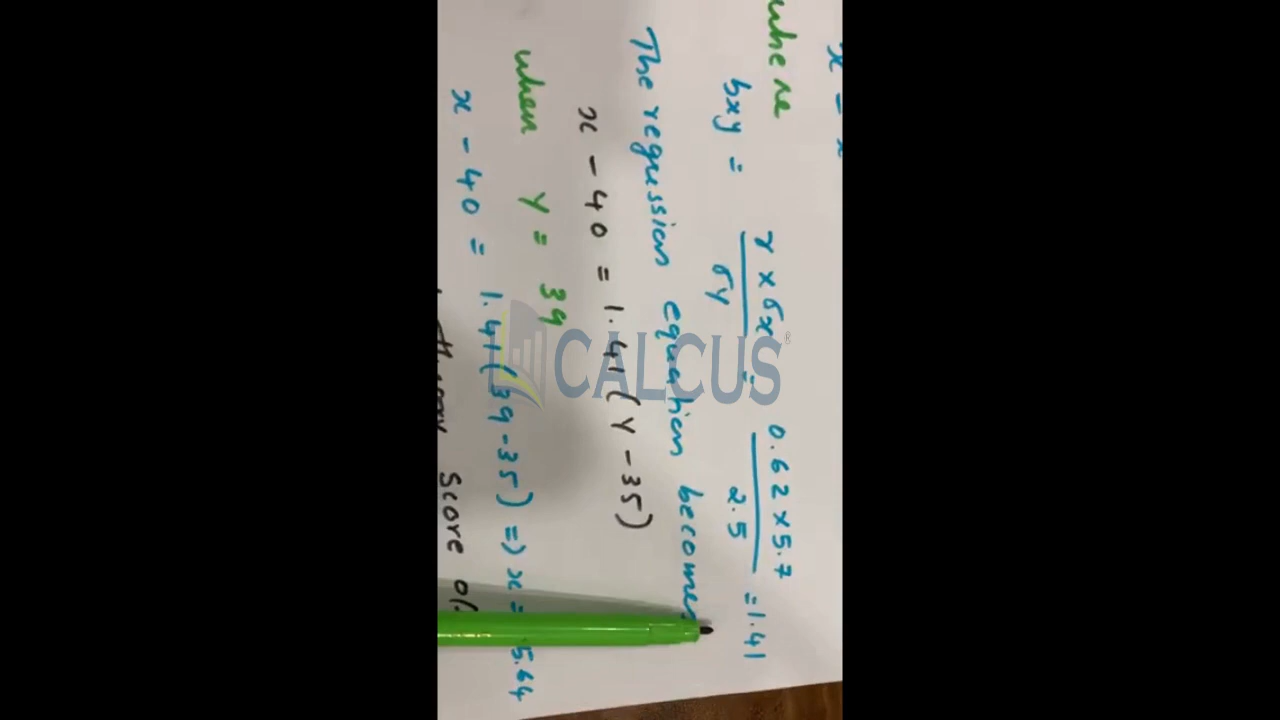 where
bxy = r × σx / σy = 0.62 × 5.7 / 2.5 = 1.41
The regression equation becomes
x - 40 = 1.41 ( Y - 35)
when Y = 39
x - 40 = 1.41 (39 - 35) => x = 5.64
score of
CALCUS